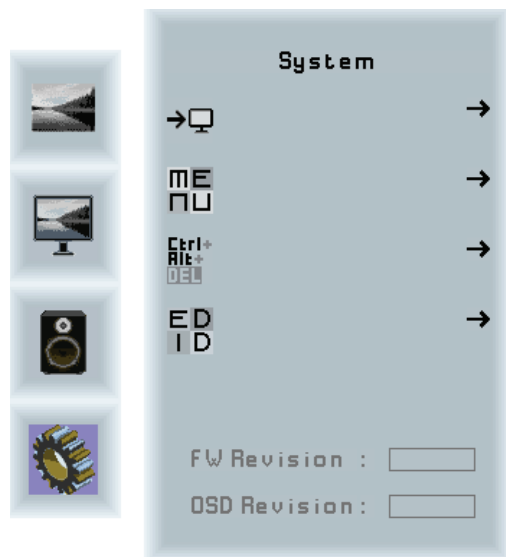 System
ME
NU
Ctrl+
Alt+
DEL
ED
ID
FW Revision :
OSD Revision :